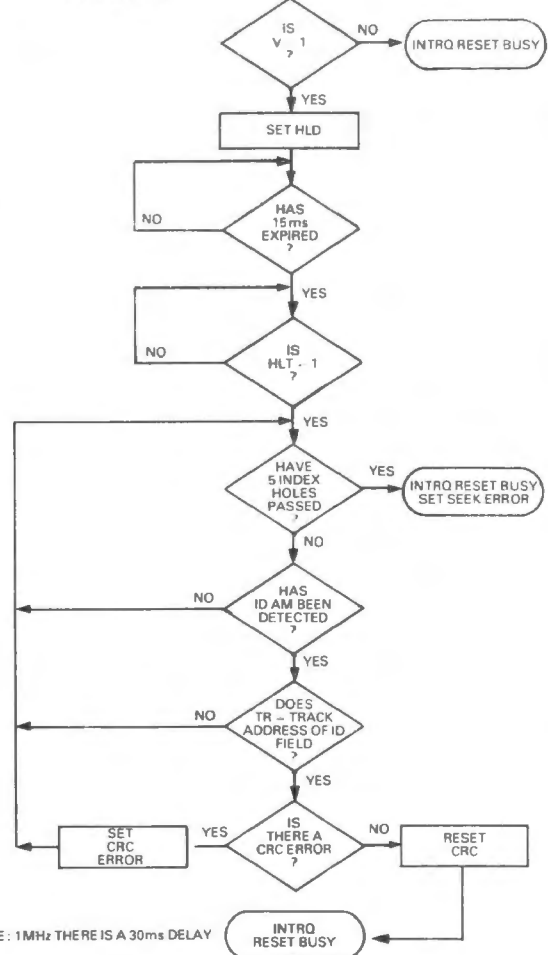 IS
V - 1
?
NO
INTRQ RESET BUSY
YES
SET HLD
HAS
15ms
EXPIRED
?
NO
YES
IS
HLT - 1
?
NO
YES
HAVE
5 INDEX
HOLES
PASSED
?
YES
INTRQ RESET BUSY
SET SEEK ERROR
NO
HAS
ID AM BEEN
DETECTED
?
NO
YES
DOES
TR - TRACK
ADDRESS OF ID
FIELD
?
NO
YES
SET
CRC
ERROR
YES
IS
THERE A
CRC ERROR
?
NO
RESET
CRC
E: 1MHz THERE IS A 30ms DELAY
INTRQ
RESET BUSY